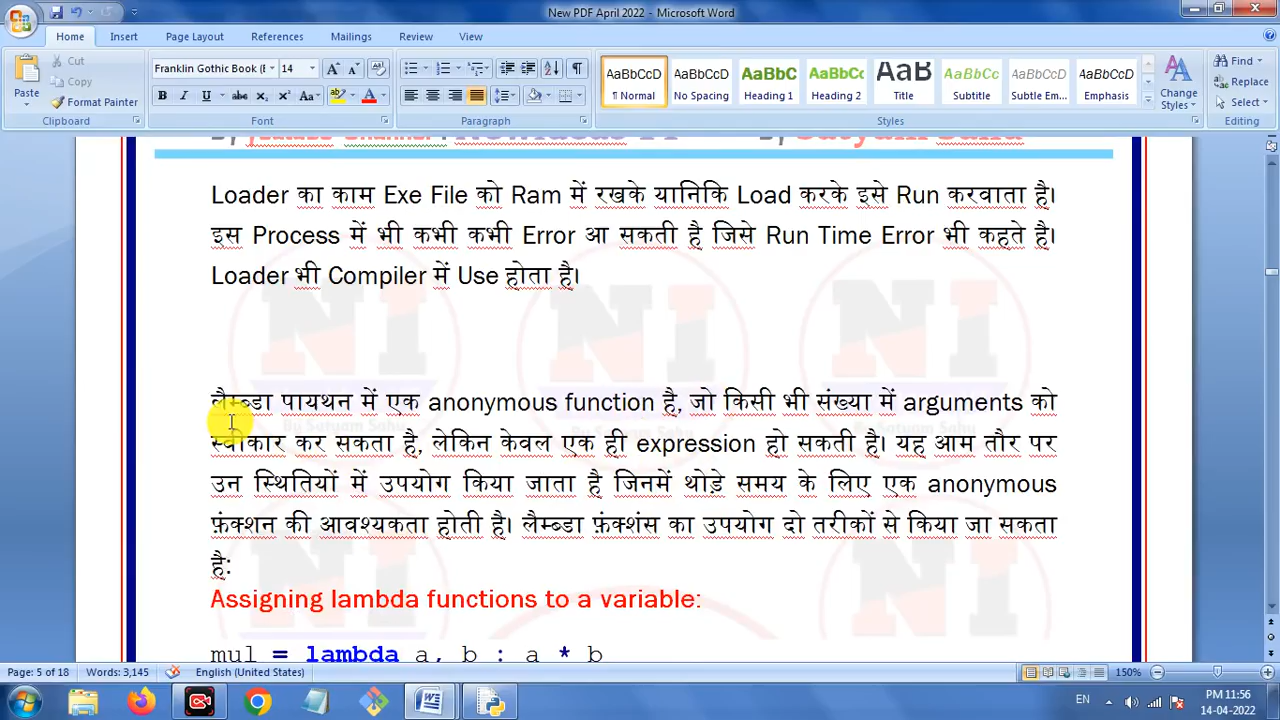 New PDF April 2022 - Microsoft Word
Home Insert Page Layout References Mailings Review View
Paste Cut Copy Format Painter Clipboard
Franklin Gothic Book (E 14 Font
Paragraph
AaBbCcD AaBbCcD AaBbC AaBbCc AaB AaBbCc AaBbCcD AaBbCcD
¶ Normal No Spacing Heading 1 Heading 2 Title Subtitle Subtle Em... Emphasis
Change Styles Styles
Find Replace Select Editing
Loader का काम Exe File को Ram में रखके यानिकि Load करके इसे Run करवाता है।
इस Process में भी कभी कभी Error आ सकती है जिसे Run Time Error भी कहते है।
Loader भी Compiler में Use होता है।
लैम्ब्डा पायथन में एक anonymous function है, जो किसी भी संख्या में arguments को
स्वीकार कर सकता है, लेकिन केवल एक ही expression हो सकती है। यह आम तौर पर
उन स्थितियों में उपयोग किया जाता है जिनमें थोड़े समय के लिए एक anonymous
फ़ंक्शन की आवश्यकता होती है। लैम्ब्डा फ़ंक्शंस का उपयोग दो तरीकों से किया जा सकता
है:
Assigning lambda functions to a variable:
mul = lambda a, b : a * b
NI By Satyam Sahu
Page: 5 of 18 Words: 3,145 English (United States) 150%
EN PM 11:56
14-04-2022